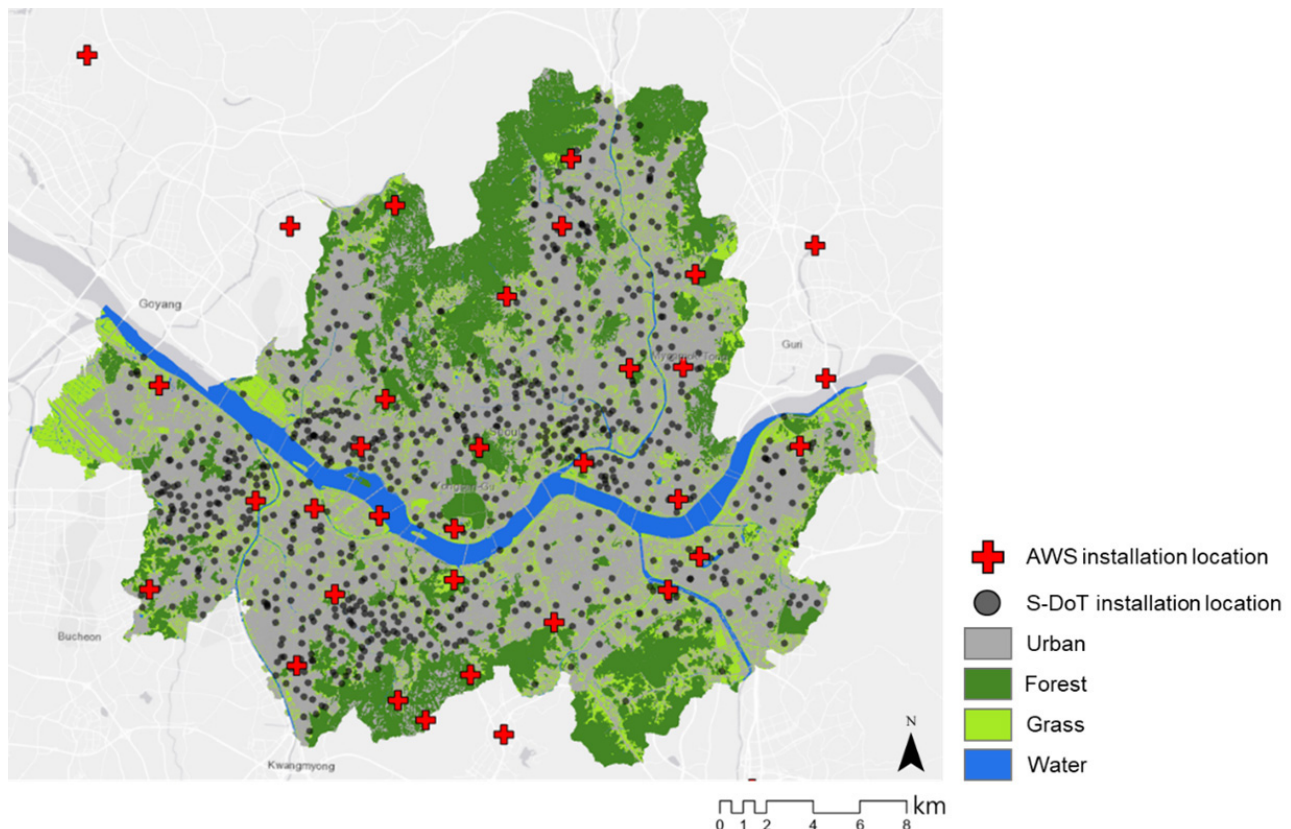 Goyang
Guri
Seoul
Bucheon
Kwangmyong
AWS installation location
S-DoT installation location
Urban
Forest
Grass
Water
N
km
0 1 2 4 6 8